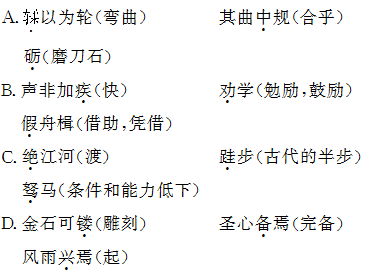 A. 𫐓以为轮(弯曲) 其曲中规(合乎)
砺(磨刀石)
B. 声非加疾(快) 劝学(勉励,鼓励)
假舟楫(借助,凭借)
C. 绝江河(渡) 跬步(古代的半步)
驽马(条件和能力低下)
D. 金石可镂(雕刻) 圣心备焉(完备)
风雨兴焉(起)